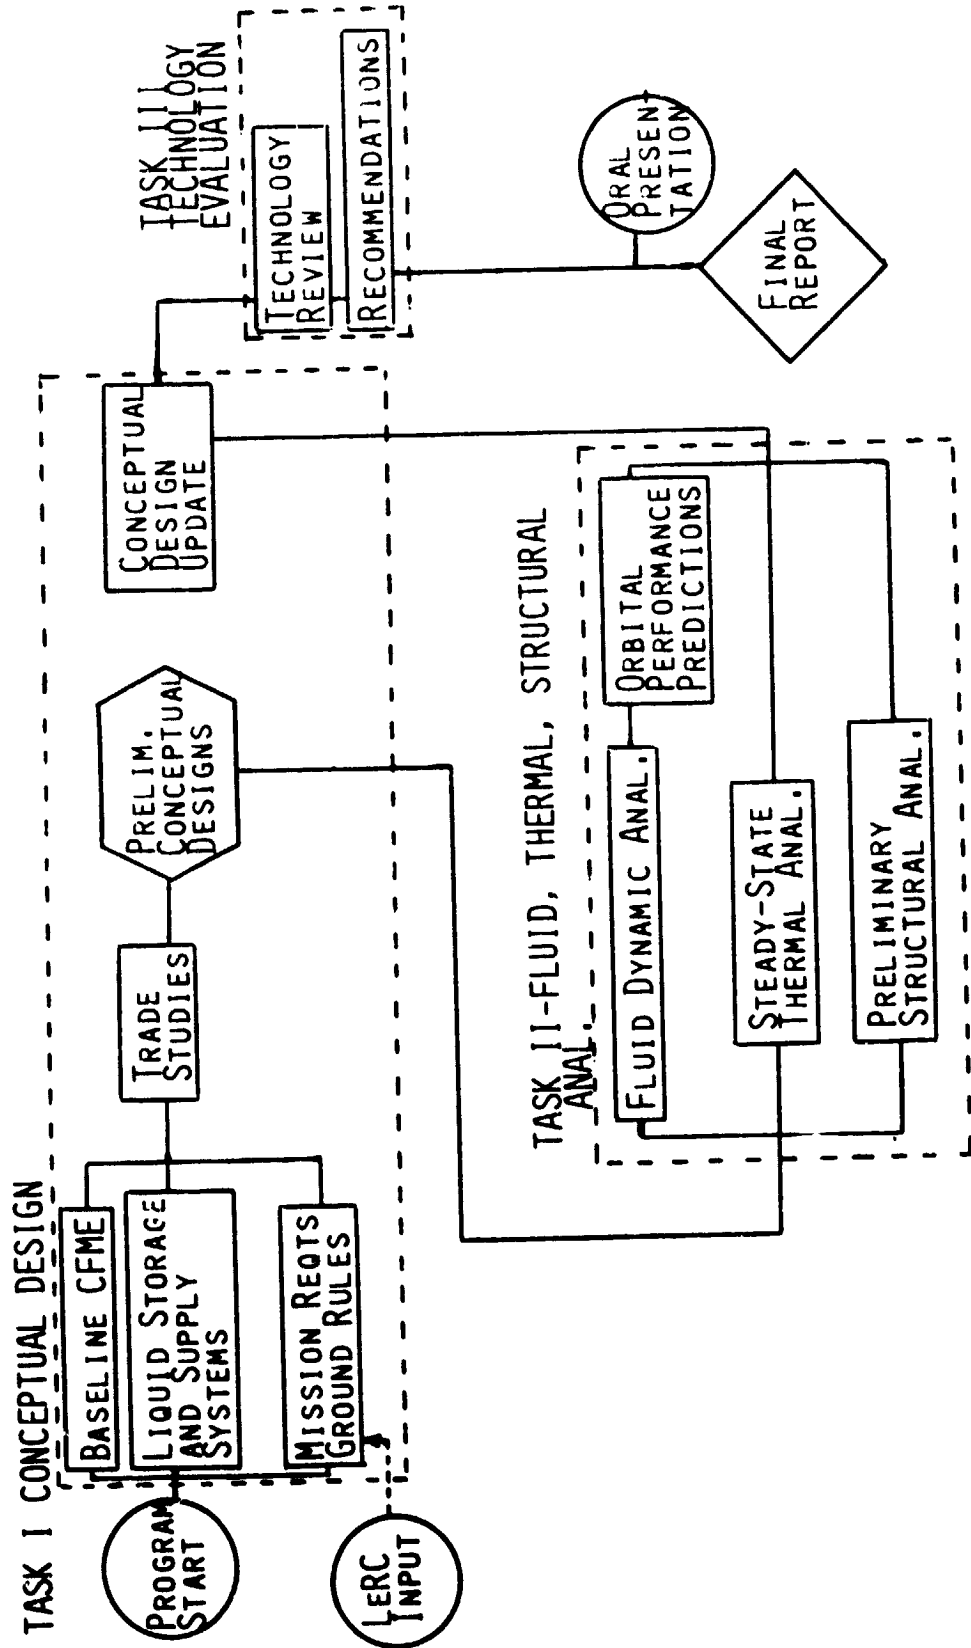 TASK I CONCEPTUAL DESIGN
PROGRAM
START
LERC
INPUT
BASELINE CFME
LIQUID STORAGE
AND SUPPLY
SYSTEMS
MISSION REQTS
GROUND RULES
TRADE
STUDIES
PRELIM.
CONCEPTUAL
DESIGNS
CONCEPTUAL
DESIGN
UPDATE
TASK II-FLUID, THERMAL, STRUCTURAL
ANAL.
FLUID DYNAMIC ANAL.
ORBITAL
PERFORMANCE
PREDICTIONS
STEADY-STATE
THERMAL ANAL.
PRELIMINARY
STRUCTURAL ANAL.
TASK III
TECHNOLOGY
EVALUATION
TECHNOLOGY
REVIEW
RECOMMENDATIONS
ORAL
PRESEN-
TATION
FINAL
REPORT